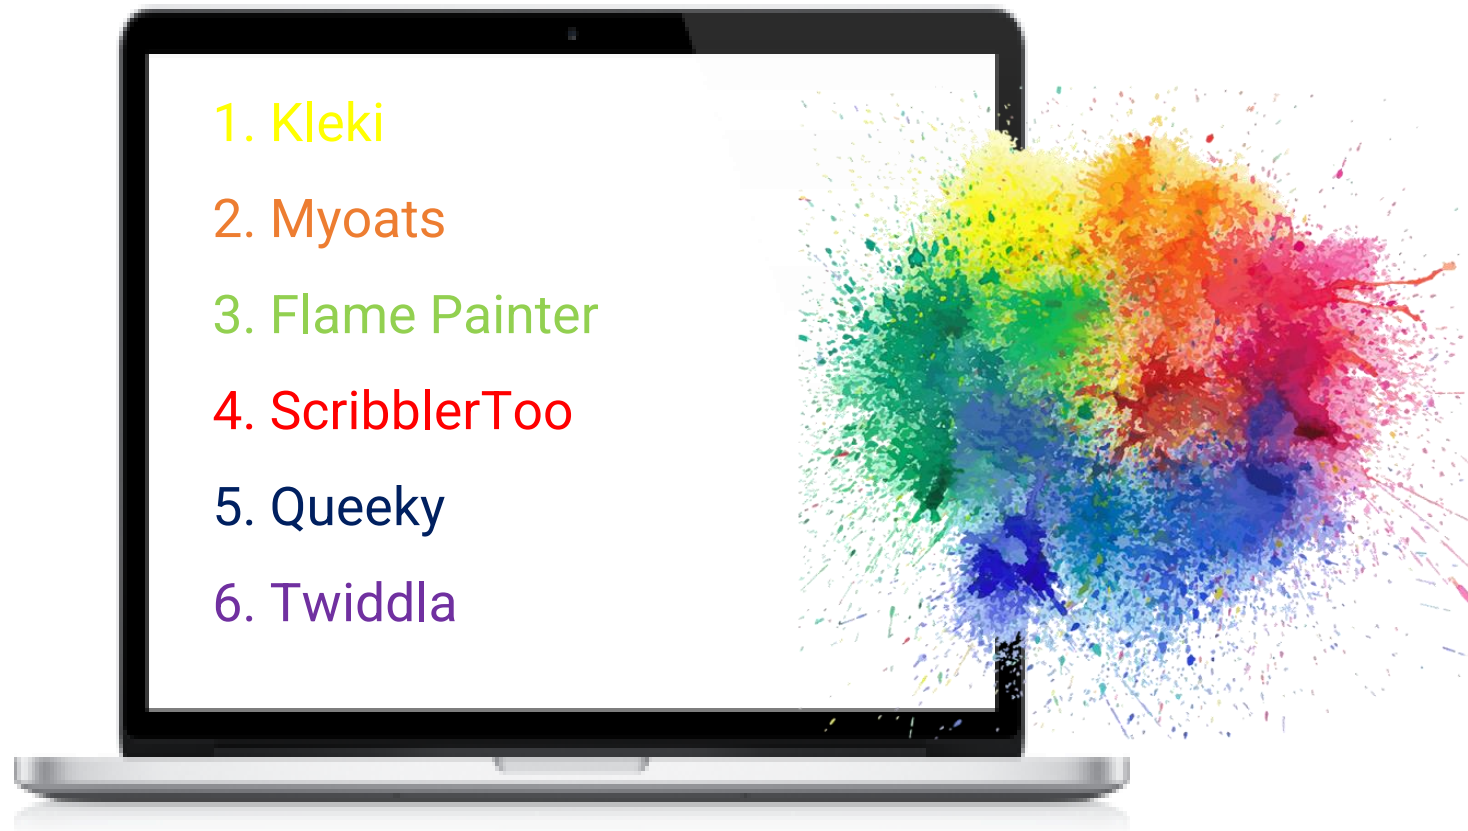 1. Kleki
2. Myoats
3. Flame Painter
4. ScribblerToo
5. Queeky
6. Twiddla